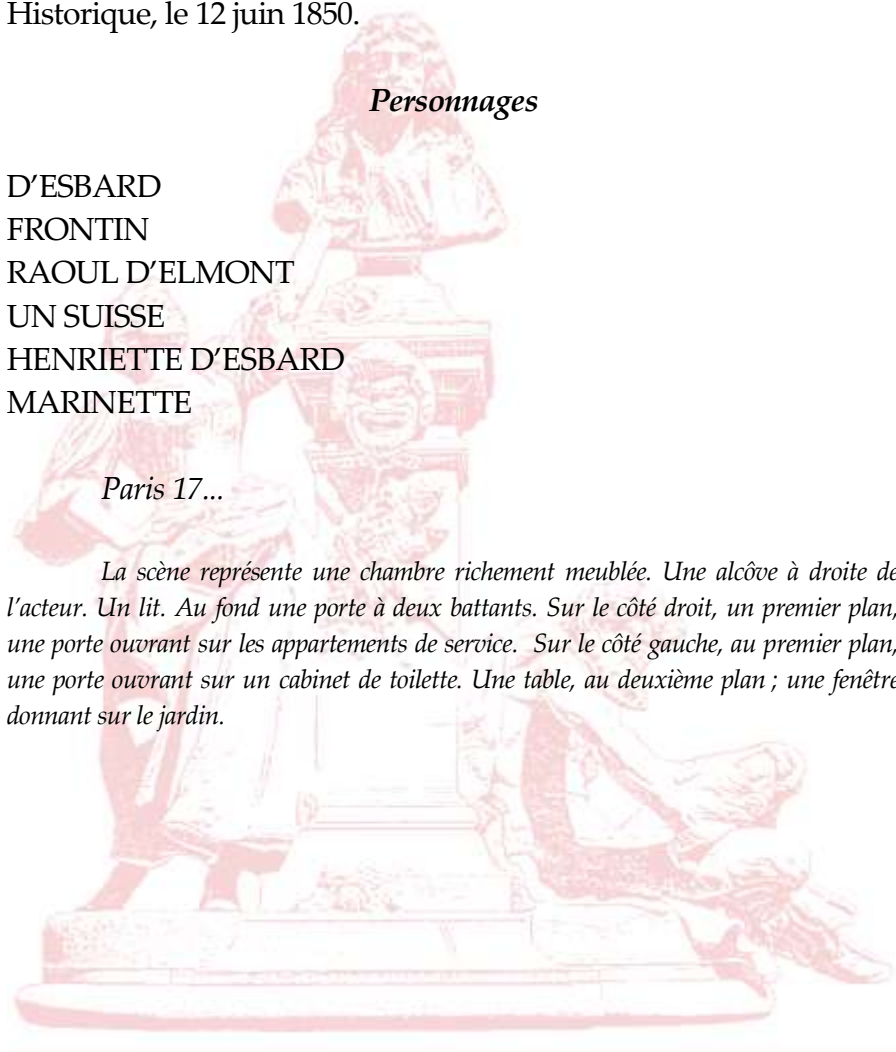 Historique, le 12 juin 1850.
Personnages
D’ESBARD
FRONTIN
RAOUL D’ELMONT
UN SUISSE
HENRIETTE D’ESBARD
MARINETTE
Paris 17...
La scène représente une chambre richement meublée. Une alcôve à droite de
l’acteur. Un lit. Au fond une porte à deux battants. Sur le côté droit, un premier plan,
une porte ouvrant sur les appartements de service. Sur le côté gauche, au premier plan,
une porte ouvrant sur un cabinet de toilette. Une table, au deuxième plan ; une fenêtre
donnant sur le jardin.